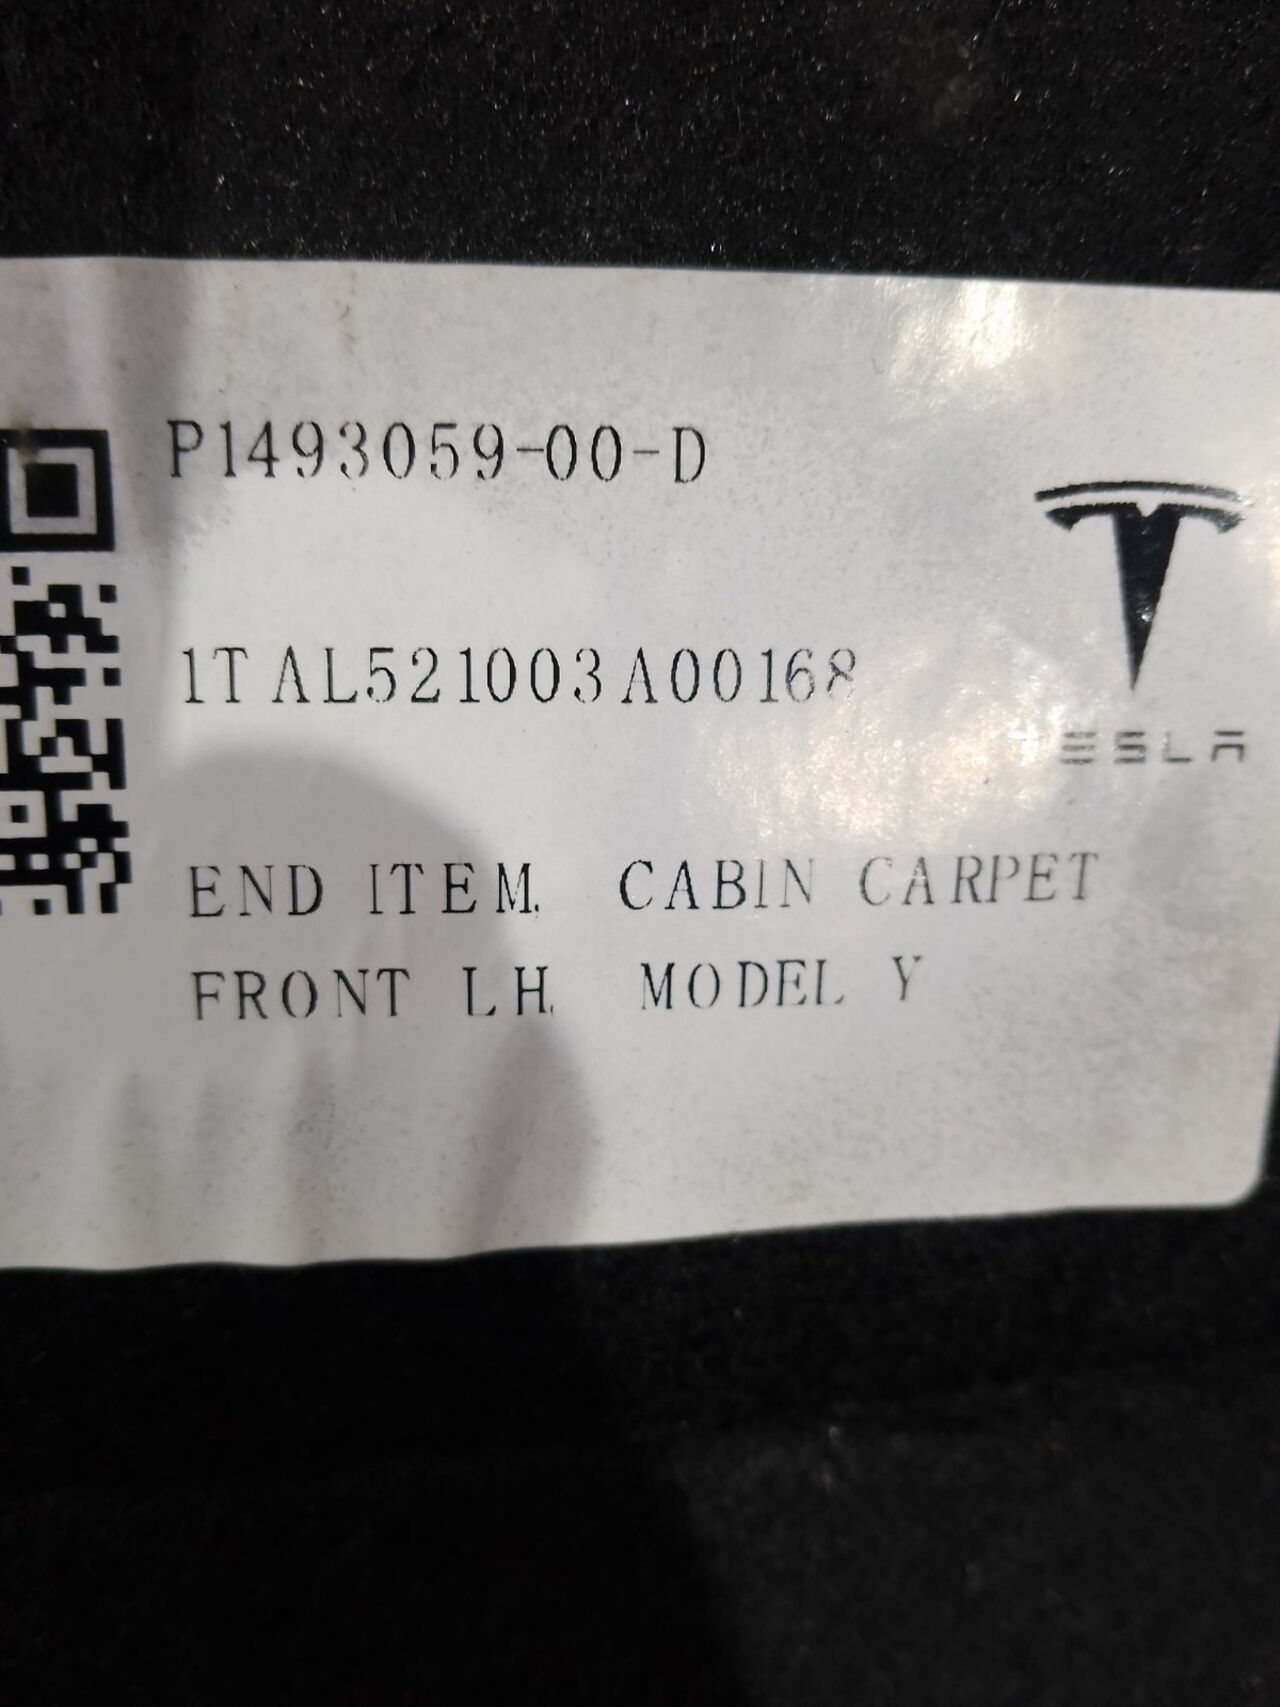 P1493059-00-D
1TAL521003A00168
TESLA
END ITEM, CABIN CARPET
FRONT LH, MODEL Y